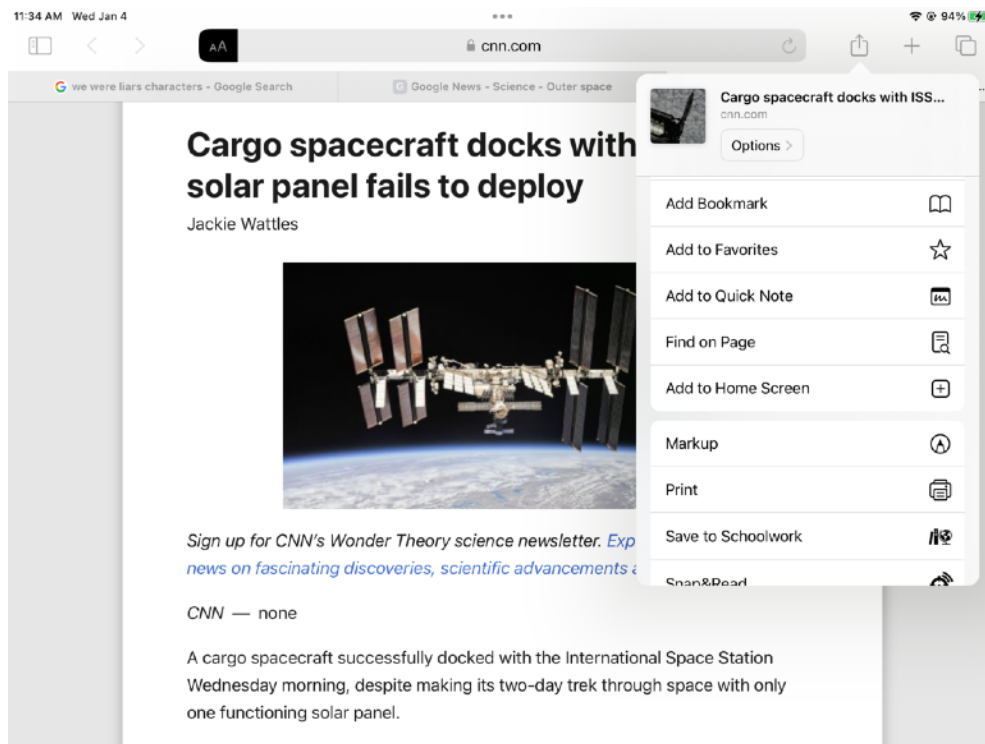 11:34 AM Wed Jan 4
94%
AA
cnn.com
we were liars characters - Google Search
Google News - Science - Outer space
Cargo spacecraft docks with
solar panel fails to deploy
Jackie Wattles
Sign up for CNN's Wonder Theory science newsletter. Exp
news on fascinating discoveries, scientific advancements a
CNN — none
A cargo spacecraft successfully docked with the International Space Station
Wednesday morning, despite making its two-day trek through space with only
one functioning solar panel.
Cargo spacecraft docks with ISS...
cnn.com
Options >
Add Bookmark
Add to Favorites
Add to Quick Note
Find on Page
Add to Home Screen
Markup
Print
Save to Schoolwork
Snap&Read